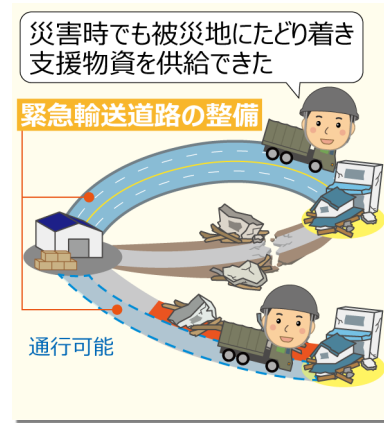 災害時でも被災地にたどり着き
支援物資を供給できた
緊急輸送道路の整備
通行可能